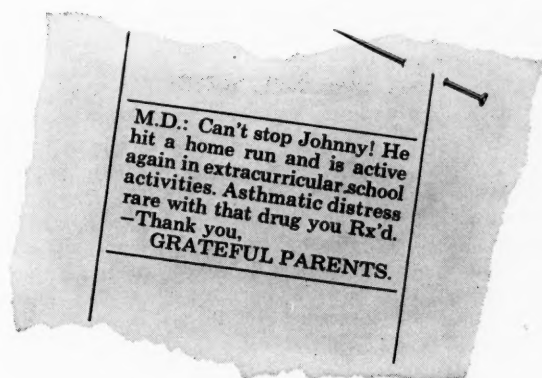 M.D.: Can't stop Johnny! He
hit a home run and is active
again in extracurricular school
activities. Asthmatic distress
rare with that drug you Rx'd.
—Thank you,
GRATEFUL PARENTS.